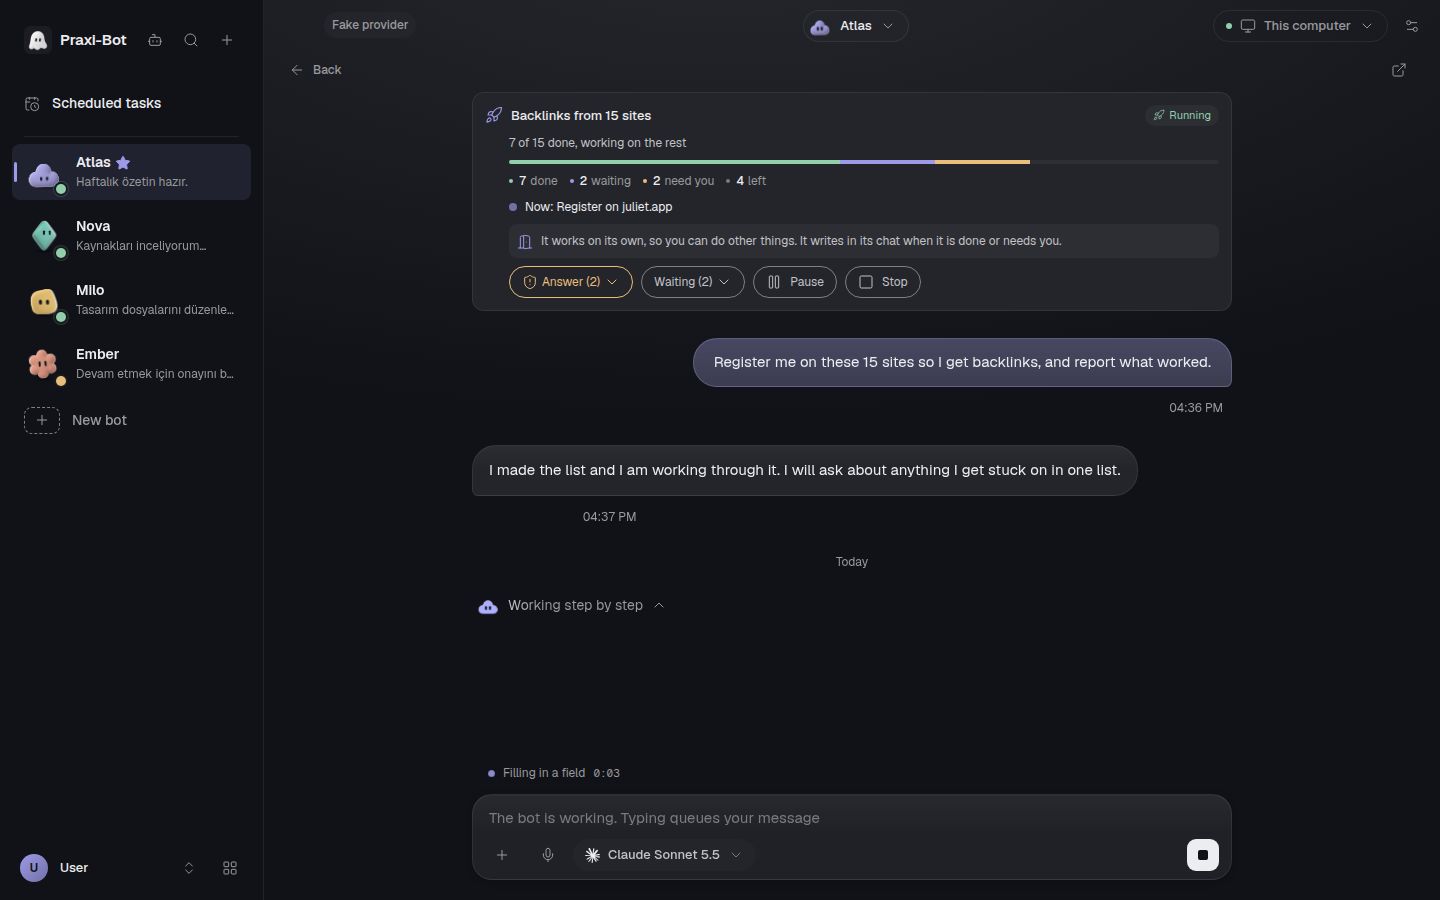 Praxi-Bot
Scheduled tasks
Atlas
Haftalık özetin hazır.
Nova
Kaynakları inceliyorum...
Milo
Tasarım dosyalarını düzenle...
Ember
Devam etmek için onayını b...
New bot
U User
Fake provider
Atlas
This computer
Back
Backlinks from 15 sites
Running
7 of 15 done, working on the rest
7 done 2 waiting 2 need you 4 left
Now: Register on juliet.app
It works on its own, so you can do other things. It writes in its chat when it is done or needs you.
Answer (2) Waiting (2) Pause Stop
Register me on these 15 sites so I get backlinks, and report what worked.
04:36 PM
I made the list and I am working through it. I will ask about anything I get stuck on in one list.
04:37 PM
Today
Working step by step
Filling in a field 0:03
The bot is working. Typing queues your message
Claude Sonnet 5.5